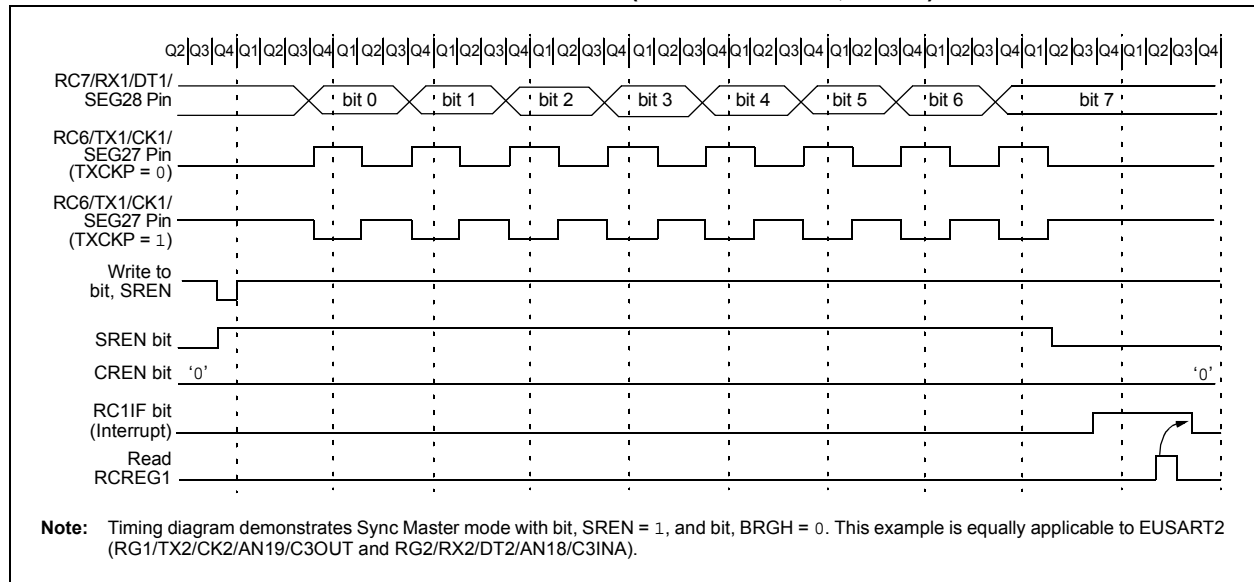 Q2 Q3 Q4 Q1 Q2 Q3 Q4 Q1 Q2 Q3 Q4 Q1 Q2 Q3 Q4 Q1 Q2 Q3 Q4 Q1 Q2 Q3 Q4 Q1 Q2 Q3 Q4 Q1 Q2 Q3 Q4 Q1 Q2 Q3 Q4 Q1 Q2 Q3 Q4
RC7/RX1/DT1/
SEG28 Pin
bit 0 bit 1 bit 2 bit 3 bit 4 bit 5 bit 6 bit 7
RC6/TX1/CK1/
SEG27 Pin
(TXCKP = 0)
RC6/TX1/CK1/
SEG27 Pin
(TXCKP = 1)
Write to
bit, SREN
SREN bit
CREN bit ‘0’ ‘0’
RC1IF bit
(Interrupt)
Read
RCREG1
Note: Timing diagram demonstrates Sync Master mode with bit, SREN = 1, and bit, BRGH = 0. This example is equally applicable to EUSART2
(RG1/TX2/CK2/AN19/C3OUT and RG2/RX2/DT2/AN18/C3INA).